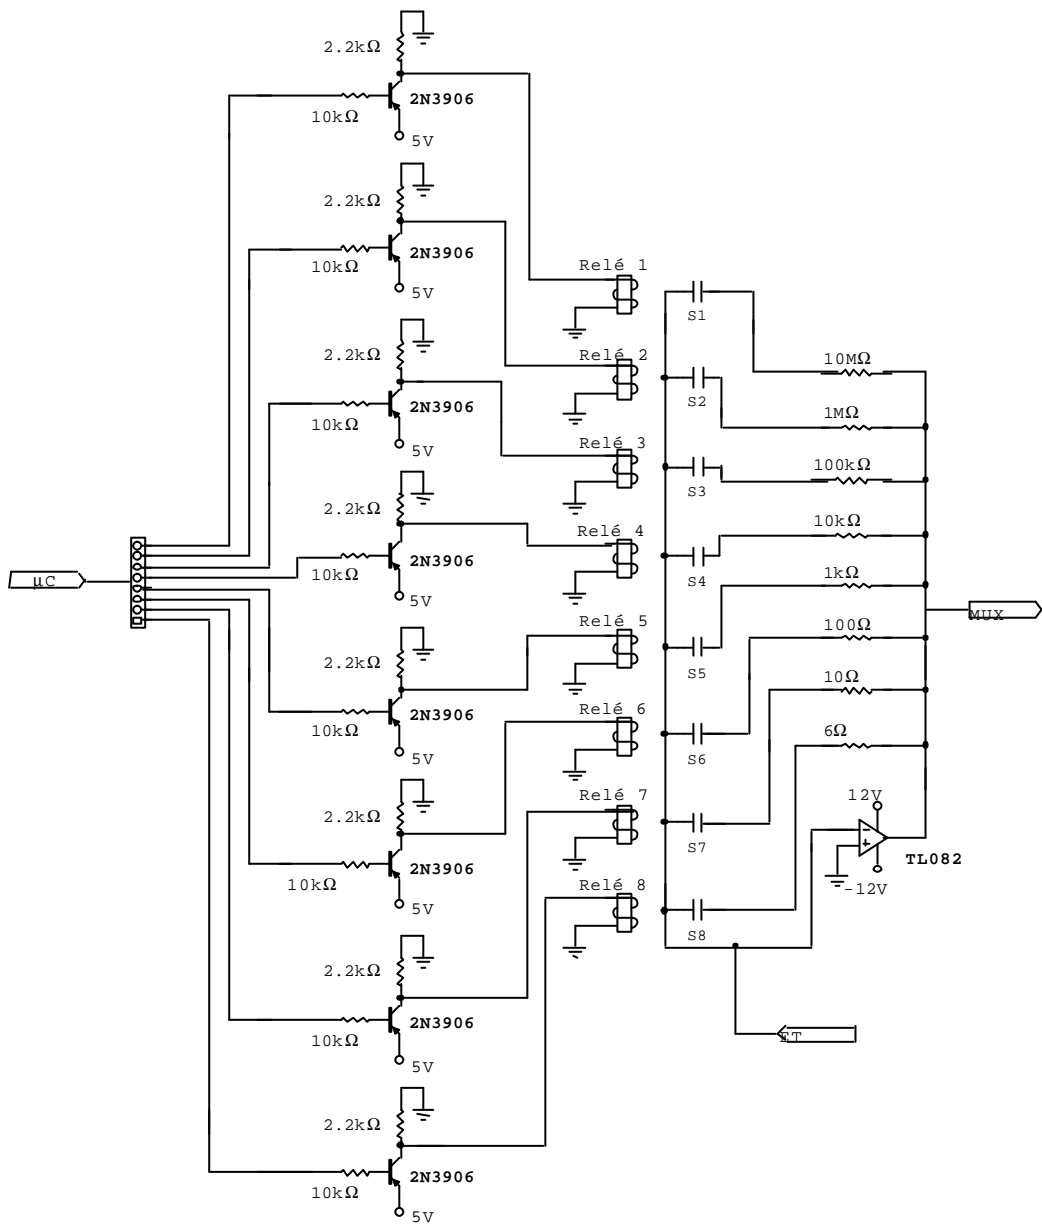 2.2kΩ
2N3906
10kΩ
5V
2.2kΩ
2N3906
10kΩ
5V
2.2kΩ
2N3906
10kΩ
5V
2.2kΩ
2N3906
10kΩ
5V
2.2kΩ
2N3906
10kΩ
5V
2.2kΩ
2N3906
10kΩ
5V
2.2kΩ
2N3906
10kΩ
5V
2.2kΩ
2N3906
10kΩ
5V
µC
Relé 1
Relé 2
Relé 3
Relé 4
Relé 5
Relé 6
Relé 7
Relé 8
S1
S2
S3
S4
S5
S6
S7
S8
10MΩ
1MΩ
100kΩ
10kΩ
1kΩ
100Ω
10Ω
6Ω
MUX
12V
TL082
-12V
ET